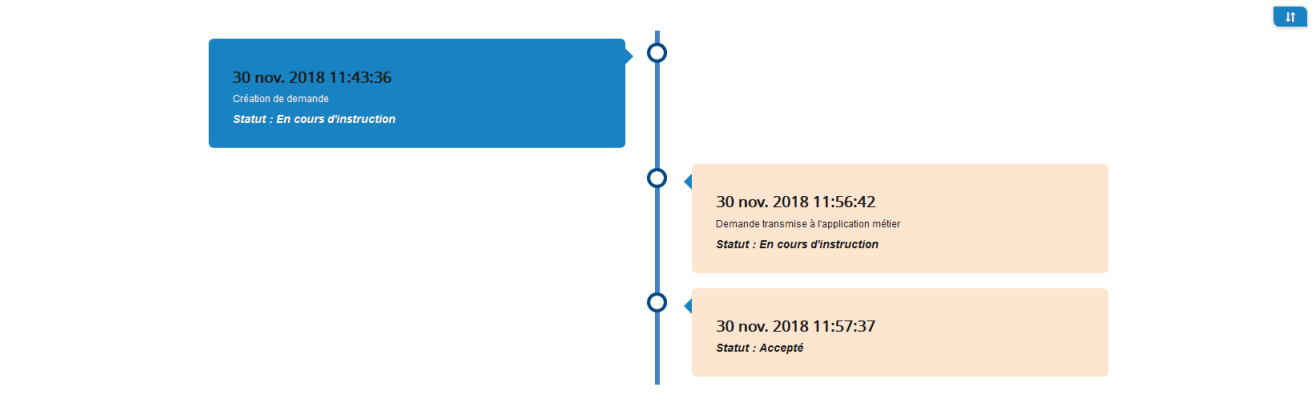 30 nov. 2018 11:43:36
Création de demande
Statut : En cours d'instruction
30 nov. 2018 11:56:42
Demande transmise à l'application métier
Statut : En cours d'instruction
30 nov. 2018 11:57:37
Statut : Accepté